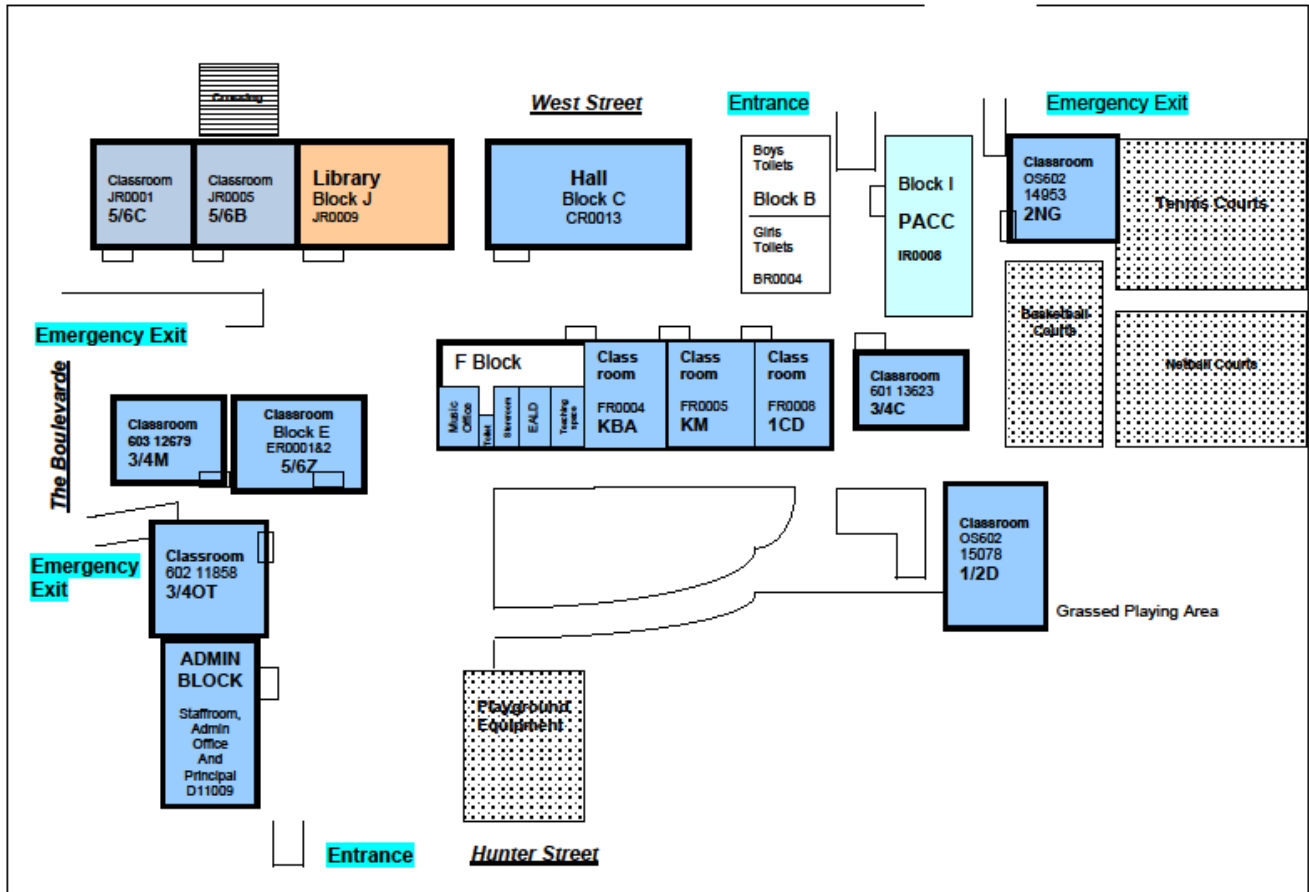 Crossing
West Street
Entrance
Emergency Exit
Classroom
JR0001
5/6C
Classroom
JR0005
5/6B
Library
Block J
JR0009
Hall
Block C
CR0013
Boys
Toilets
Block B
Girls
Toilets
BR0004
Block I
PACC
IR0008
Classroom
OS602
14953
2NG
Tennis Courts
Emergency Exit
The Boulevarde
F Block
Music
Office
Toilet
Storeroom
EALD
Teaching
space
Class
room
FR0004
KBA
Class
room
FR0005
KM
Class
room
FR0008
1CD
Classroom
601 13623
3/4C
Basketball
Courts
Netball Courts
Classroom
603 12679
3/4M
Classroom
Block E
ER0001&2
5/6Z
Emergency
Exit
Classroom
602 11858
3/4OT
Classroom
OS602
15078
1/2D
Grassed Playing Area
ADMIN
BLOCK
Staffroom,
Admin
Office
And
Principal
D11009
Playground
Equipment
Entrance
Hunter Street